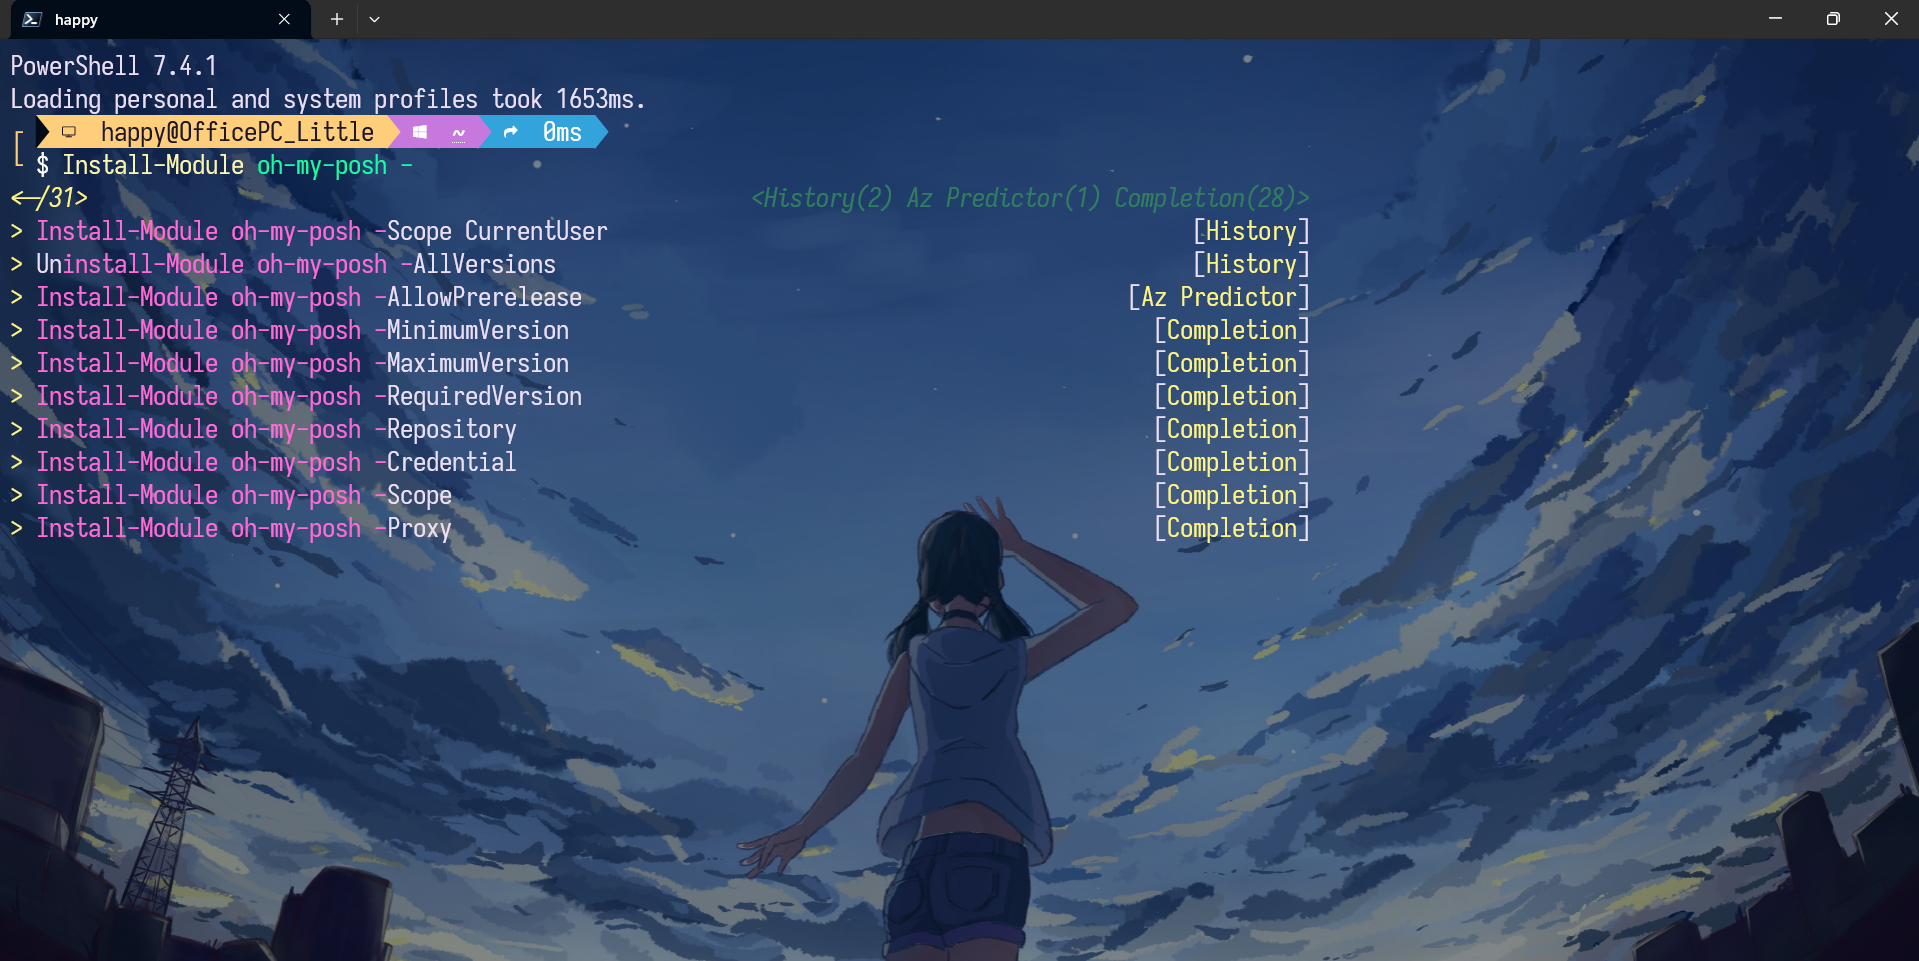 happy
PowerShell 7.4.1
Loading personal and system profiles took 1653ms.
happy@OfficePC_Little ~ 0ms
$ Install-Module oh-my-posh -
<-/31> <History(2) Az Predictor(1) Completion(28)>
> Install-Module oh-my-posh -Scope CurrentUser [History]
> Uninstall-Module oh-my-posh -AllVersions [History]
> Install-Module oh-my-posh -AllowPrerelease [Az Predictor]
> Install-Module oh-my-posh -MinimumVersion [Completion]
> Install-Module oh-my-posh -MaximumVersion [Completion]
> Install-Module oh-my-posh -RequiredVersion [Completion]
> Install-Module oh-my-posh -Repository [Completion]
> Install-Module oh-my-posh -Credential [Completion]
> Install-Module oh-my-posh -Scope [Completion]
> Install-Module oh-my-posh -Proxy [Completion]